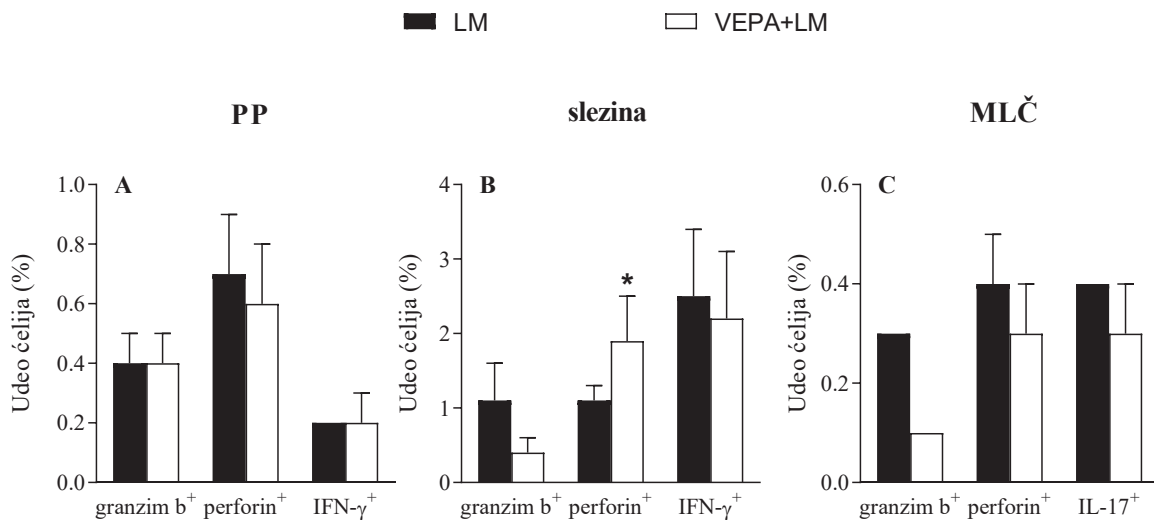 LM VEPA+LM
PP slezina MLČ
A
Udeo ćelija (%)
1.0
0.8
0.6
0.4
0.2
0.0
granzim b⁺ perforin⁺ IFN-γ⁺
B
Udeo ćelija (%)
4
3
2
1
0
*
granzim b⁺ perforin⁺ IFN-γ⁺
C
Udeo ćelija (%)
0.6
0.4
0.2
0.0
granzim b⁺ perforin⁺ IL-17⁺